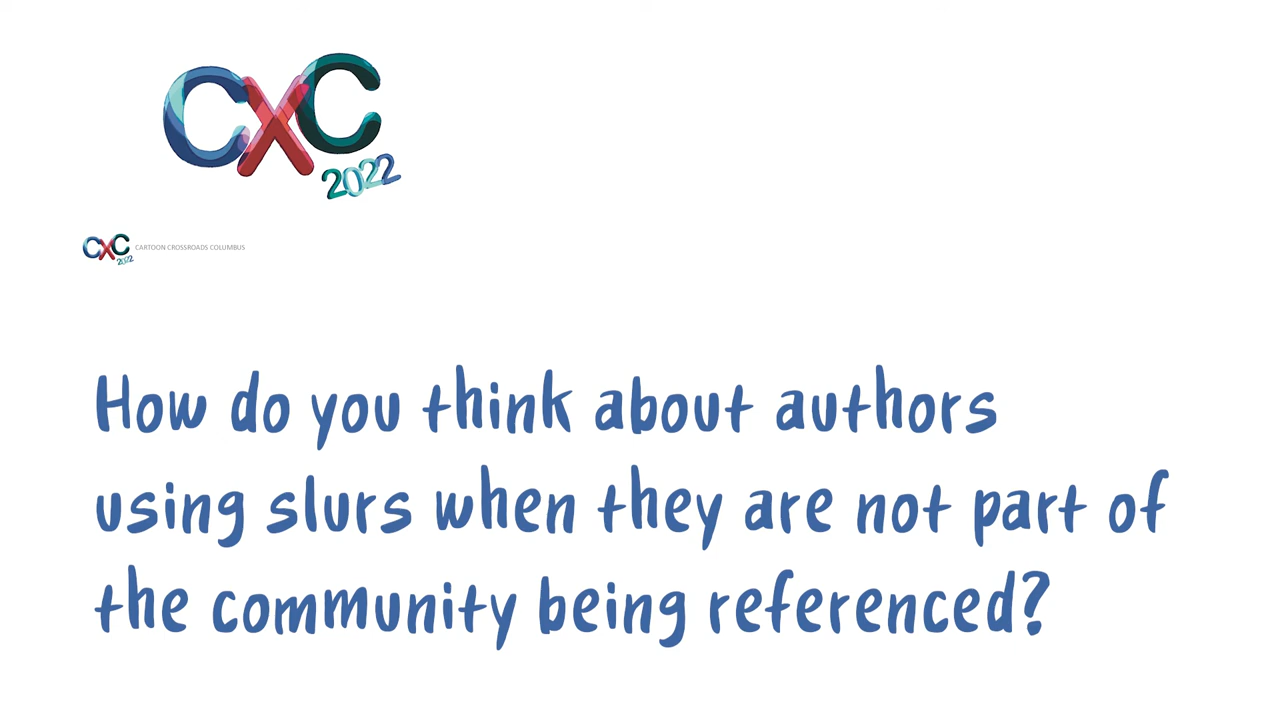 CXC
2022
CXC
2022
CARTOON CROSSROADS COLUMBUS
How do you think about authors
using slurs when they are not part of
the community being referenced?